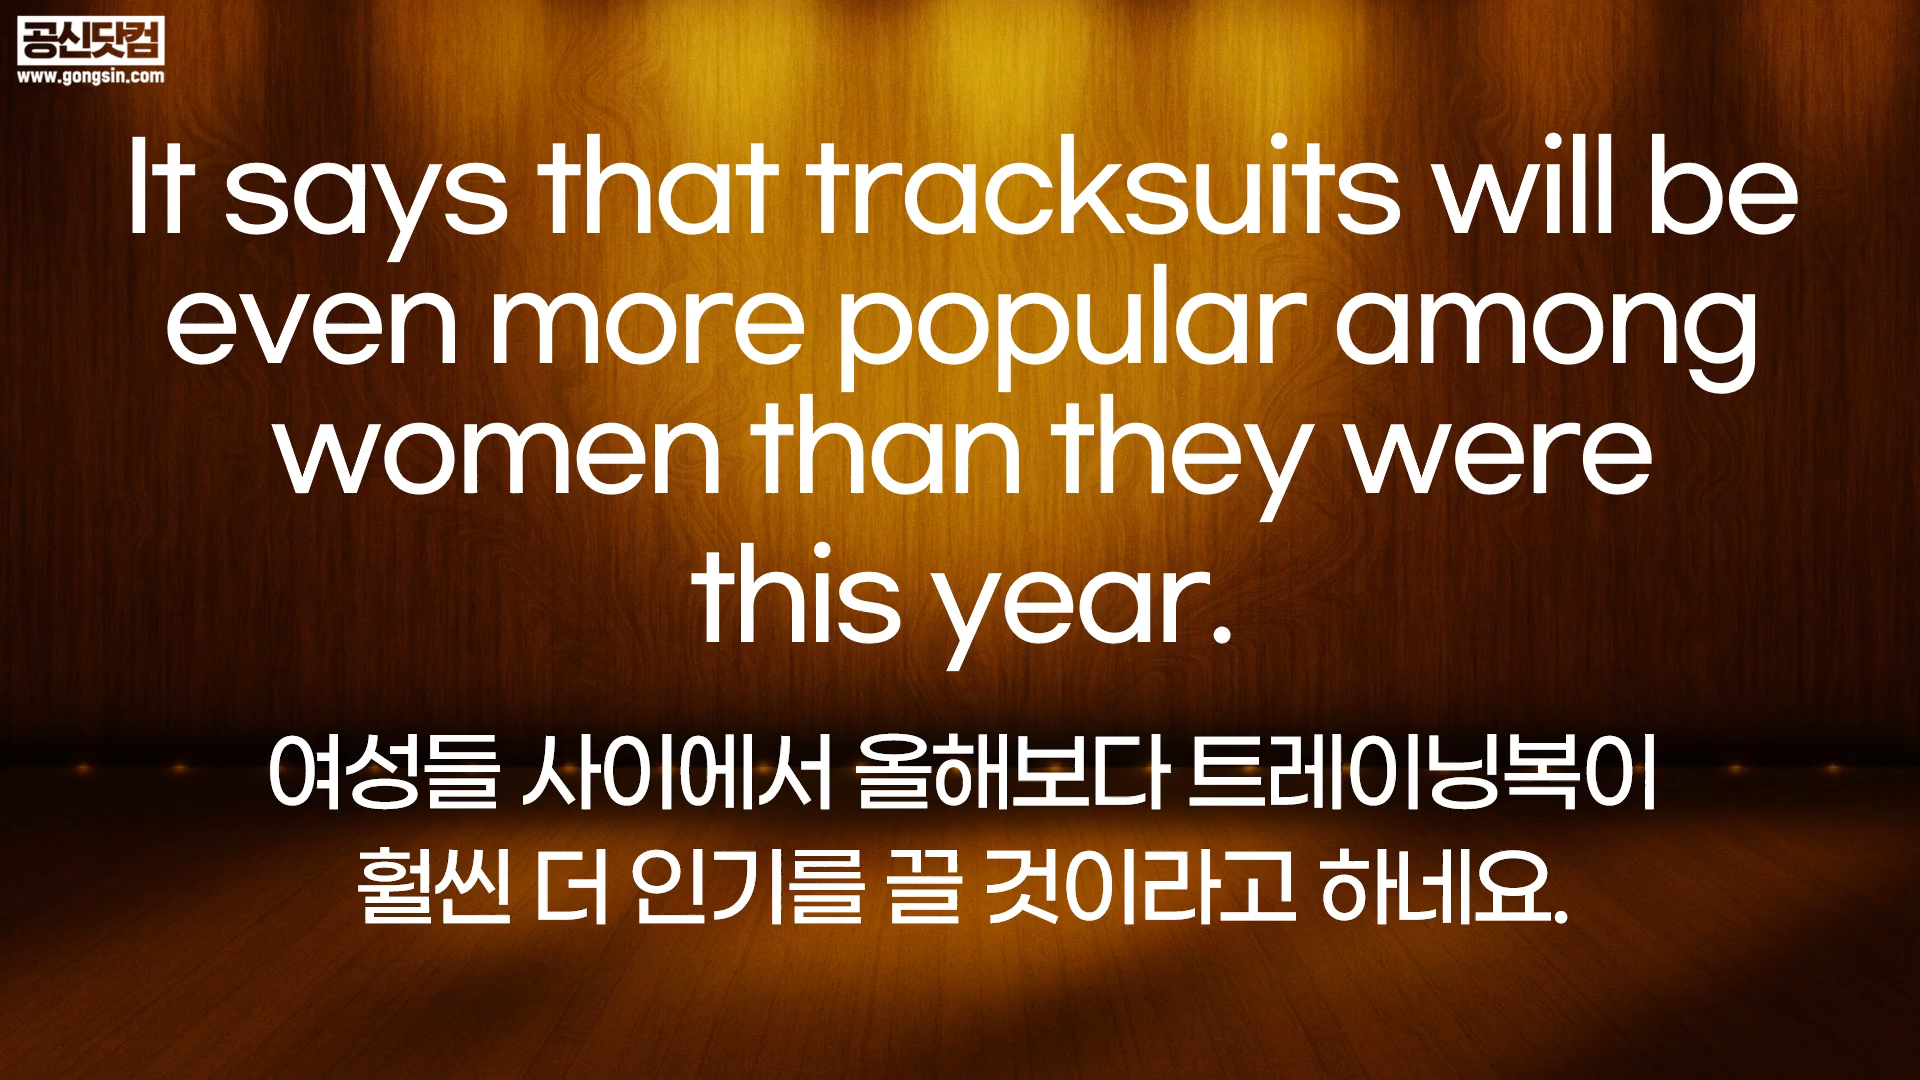 공신닷컴
www.gongsin.com
It says that tracksuits will be
even more popular among
women than they were
this year.
여성들 사이에서 올해보다 트레이닝복이
훨씬 더 인기를 끌 것이라고 하네요.